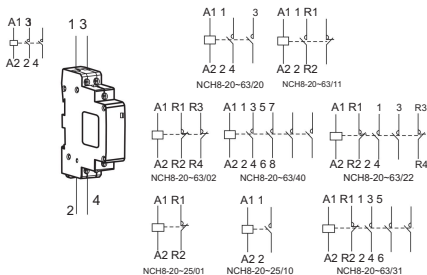 A1 3
A2 2 4
1 3
2 4
A1 1 3
A2 2 4
NCH8-20~63/20
A1 1 R1
A2 2 R2
NCH8-20~63/11
A1 R1 R3
A2 R2 R4
NCH8-20~63/02
A1 1 3 5 7
A2 2 4 6 8
NCH8-20~63/40
A1 R1 1 3 R3
A2 R2 2 4 R4
NCH8-20~63/22
A1 R1
A2 R2
NCH8-20~25/01
A1 1
A2 2
NCH8-20~25/10
A1 R1 1 3 5
A2 R2 2 4 6
NCH8-20~63/31